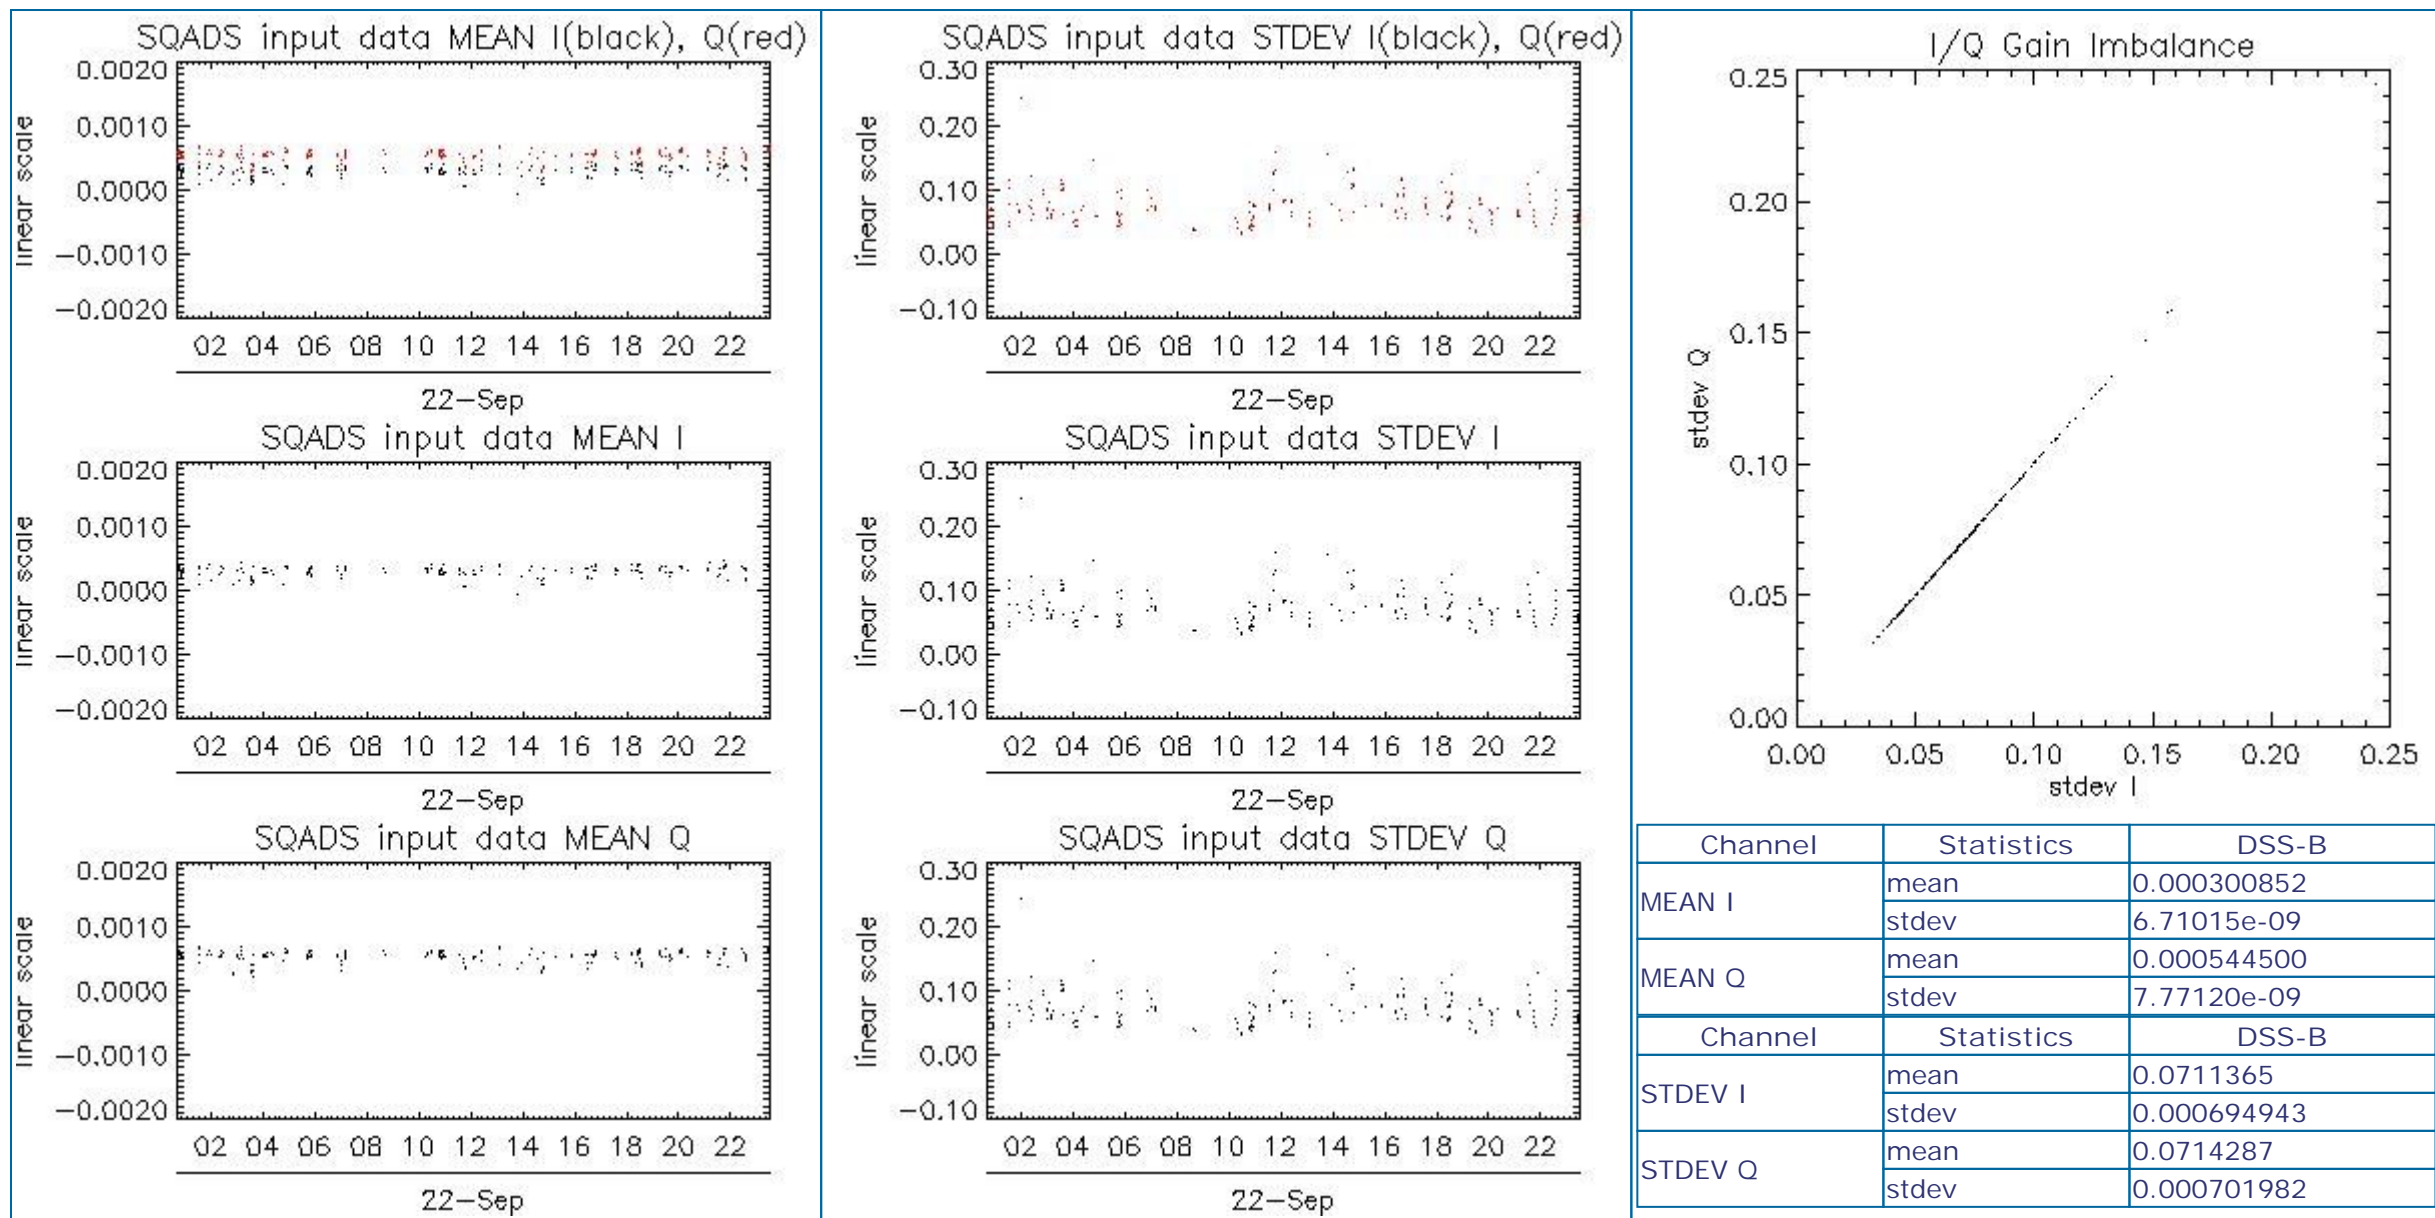 SQADS input data MEAN I(black), Q(red)
linear scale
0.0020
0.0010
0.0000
-0.0010
-0.0020
02 04 06 08 10 12 14 16 18 20 22
22-Sep
SQADS input data MEAN I
linear scale
0.0020
0.0010
0.0000
-0.0010
-0.0020
02 04 06 08 10 12 14 16 18 20 22
22-Sep
SQADS input data MEAN Q
linear scale
0.0020
0.0010
0.0000
-0.0010
-0.0020
02 04 06 08 10 12 14 16 18 20 22
22-Sep
SQADS input data STDEV I(black), Q(red)
linear scale
0.30
0.20
0.10
0.00
-0.10
02 04 06 08 10 12 14 16 18 20 22
22-Sep
SQADS input data STDEV I
linear scale
0.30
0.20
0.10
0.00
-0.10
02 04 06 08 10 12 14 16 18 20 22
22-Sep
SQADS input data STDEV Q
linear scale
0.30
0.20
0.10
0.00
-0.10
02 04 06 08 10 12 14 16 18 20 22
22-Sep
I/Q Gain Imbalance
stdev Q
0.25
0.20
0.15
0.10
0.05
0.00
0.00 0.05 0.10 0.15 0.20 0.25
stdev I
Channel Statistics DSS-B
MEAN I mean 0.000300852
stdev 6.71015e-09
MEAN Q mean 0.000544500
stdev 7.77120e-09
Channel Statistics DSS-B
STDEV I mean 0.0711365
stdev 0.000694943
STDEV Q mean 0.0714287
stdev 0.000701982